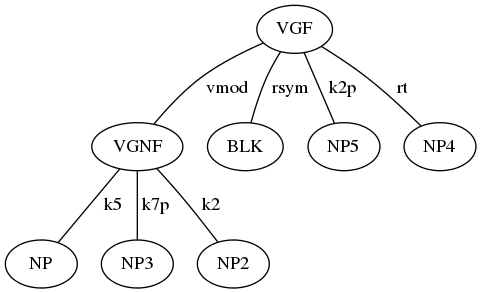 VGF
vmod rsym k2p rt
VGNF BLK NP5 NP4
k5 k7p k2
NP NP3 NP2